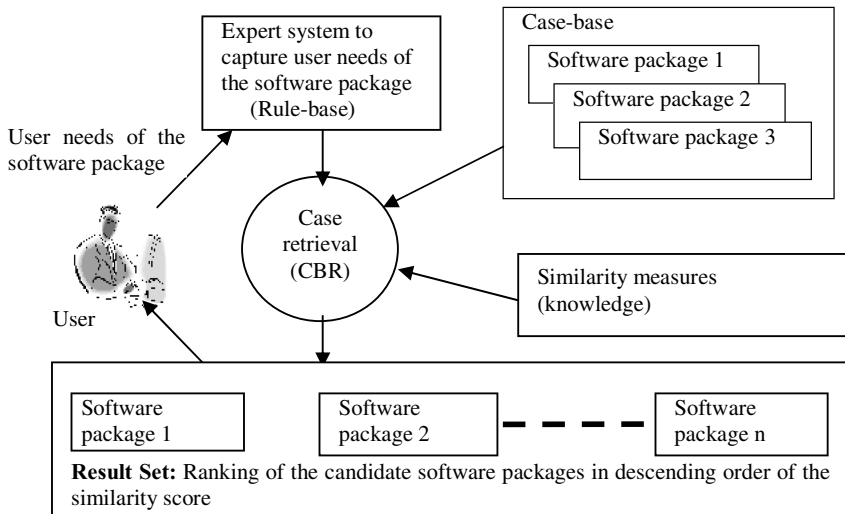 Expert system to
capture user needs of
the software package
(Rule-base)
Case-base
Software package 1
Software package 2
Software package 3
User needs of the
software package
Case
retrieval
(CBR)
Similarity measures
(knowledge)
User
Software
package 1
Software
package 2
Software
package n
Result Set: Ranking of the candidate software packages in descending order of the
similarity score